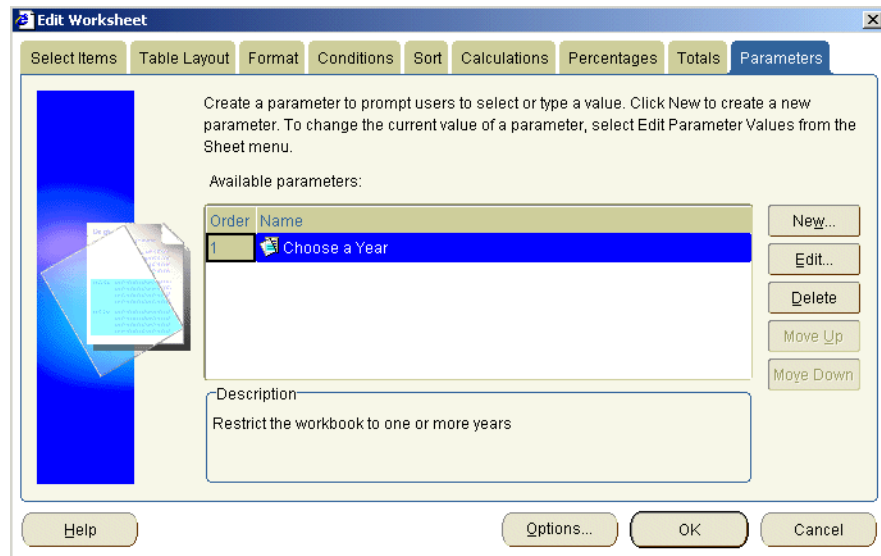 Edit Worksheet
Select Items Table Layout Format Conditions Sort Calculations Percentages Totals Parameters
Create a parameter to prompt users to select or type a value. Click New to create a new
parameter. To change the current value of a parameter, select Edit Parameter Values from the
Sheet menu.
Available parameters:
Order Name
1 Choose a Year
New...
Edit...
Delete
Move Up
Move Down
Description
Restrict the workbook to one or more years
Help Options... OK Cancel